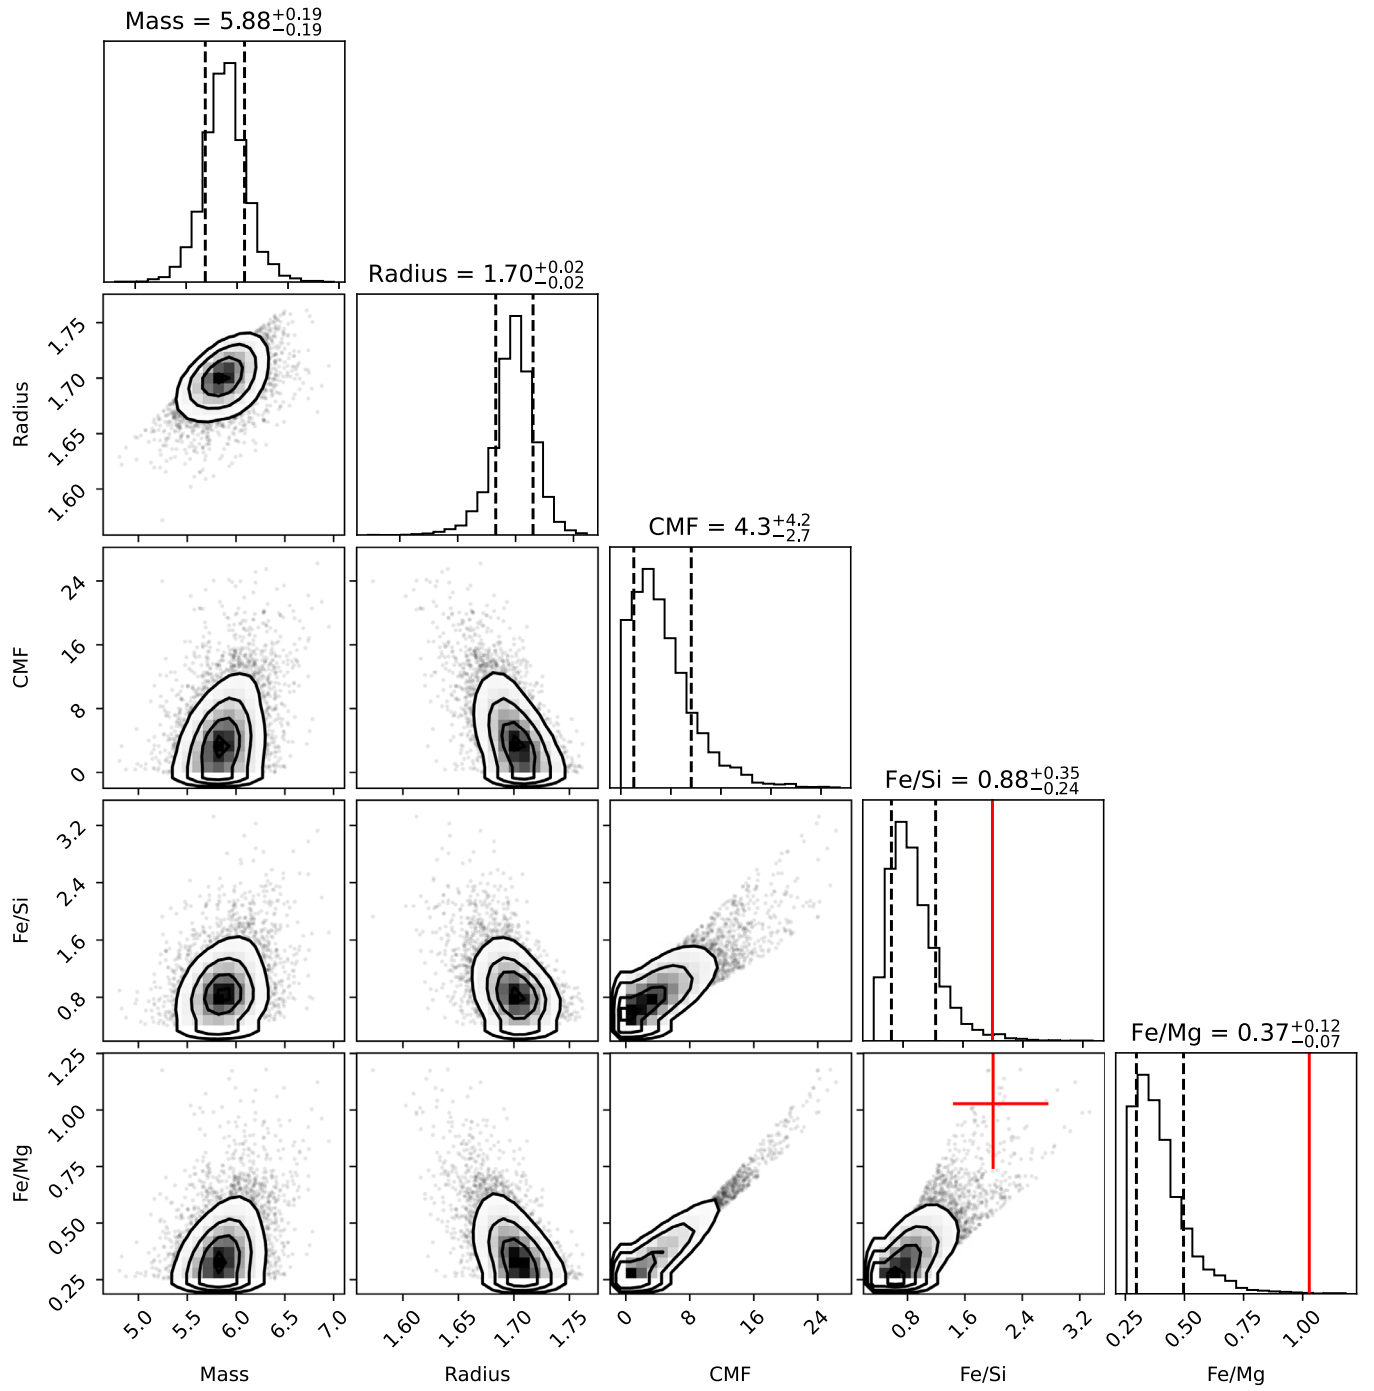 Mass = 5.88 +0.19 −0.19
Radius = 1.70 +0.02 −0.02
1.75
1.70
1.65
1.60
Radius
CMF = 4.3 +4.2 −2.7
24
16
8
0
CMF
Fe/Si = 0.88 +0.35 −0.24
3.2
2.4
1.6
0.8
Fe/Si
Fe/Mg = 0.37 +0.12 −0.07
1.25
1.00
0.75
0.50
0.25
Fe/Mg
5.0 5.5 6.0 6.5 7.0
1.60 1.65 1.70 1.75
0 8 16 24
0.8 1.6 2.4 3.2
0.25 0.50 0.75 1.00
Mass Radius CMF Fe/Si Fe/Mg